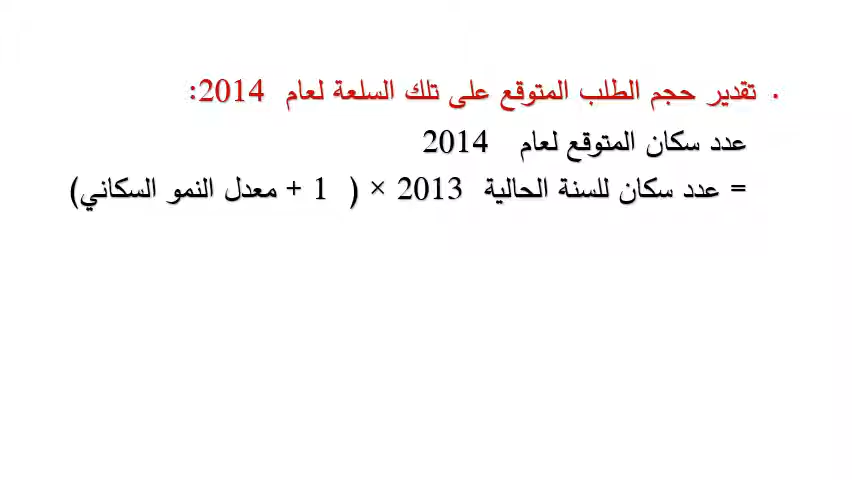 • تقدير حجم الطلب المتوقع على تلك السلعة لعام 2014:
عدد سكان المتوقع لعام 2014
= عدد سكان للسنة الحالية 2013 × ( 1 + معدل النمو السكاني)